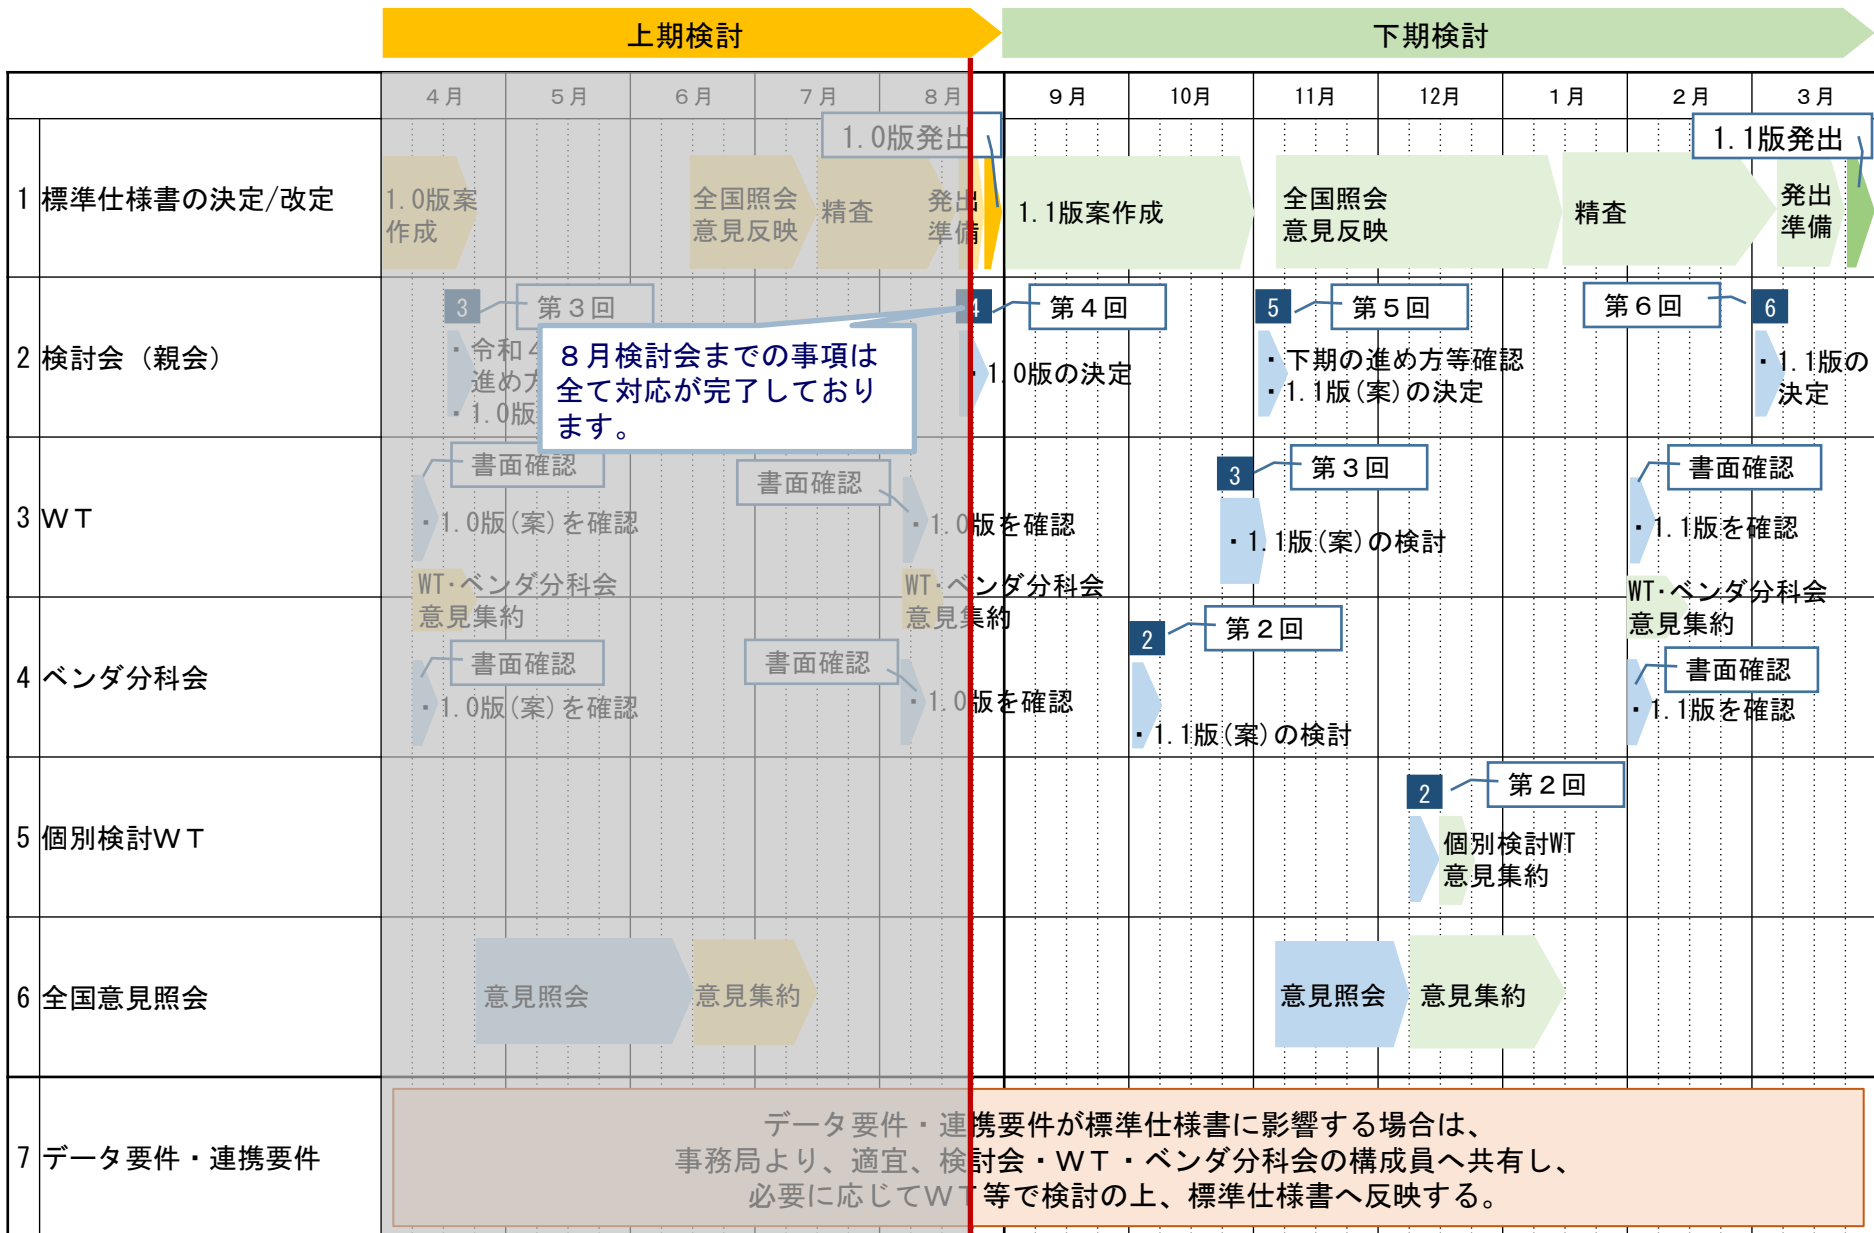 上期検討
下期検討
４月
５月
６月
７月
８月
９月
10月
11月
12月
１月
２月
３月
1 標準仕様書の決定/改定
1.0版案
作成
全国照会
意見反映
精査
発出
準備
1.0版発出
1.1版案作成
全国照会
意見反映
精査
発出
準備
1.1版発出
2 検討会（親会）
3
第３回
・令和４
進め方
・1.0版
８月検討会までの事項は
全て対応が完了しており
ます。
4
第４回
・1.0版の決定
5
第５回
・下期の進め方等確認
・1.1版(案)の決定
第６回
6
・1.1版の
決定
3 ＷＴ
書面確認
・1.0版(案)を確認
書面確認
・1.0版を確認
3
第３回
・1.1版(案)の検討
書面確認
・1.1版を確認
WT・ベンダ分科会
意見集約
WT・ベンダ分科会
意見集約
WT・ベンダ分科会
意見集約
4 ベンダ分科会
書面確認
・1.0版(案)を確認
書面確認
・1.0版を確認
2
第２回
・1.1版(案)の検討
書面確認
・1.1版を確認
5 個別検討ＷＴ
2
第２回
個別検討WT
意見集約
6 全国意見照会
意見照会
意見集約
意見照会
意見集約
7 データ要件・連携要件
データ要件・連携要件が標準仕様書に影響する場合は、
事務局より、適宜、検討会・ＷＴ・ベンダ分科会の構成員へ共有し、
必要に応じてＷＴ等で検討の上、標準仕様書へ反映する。